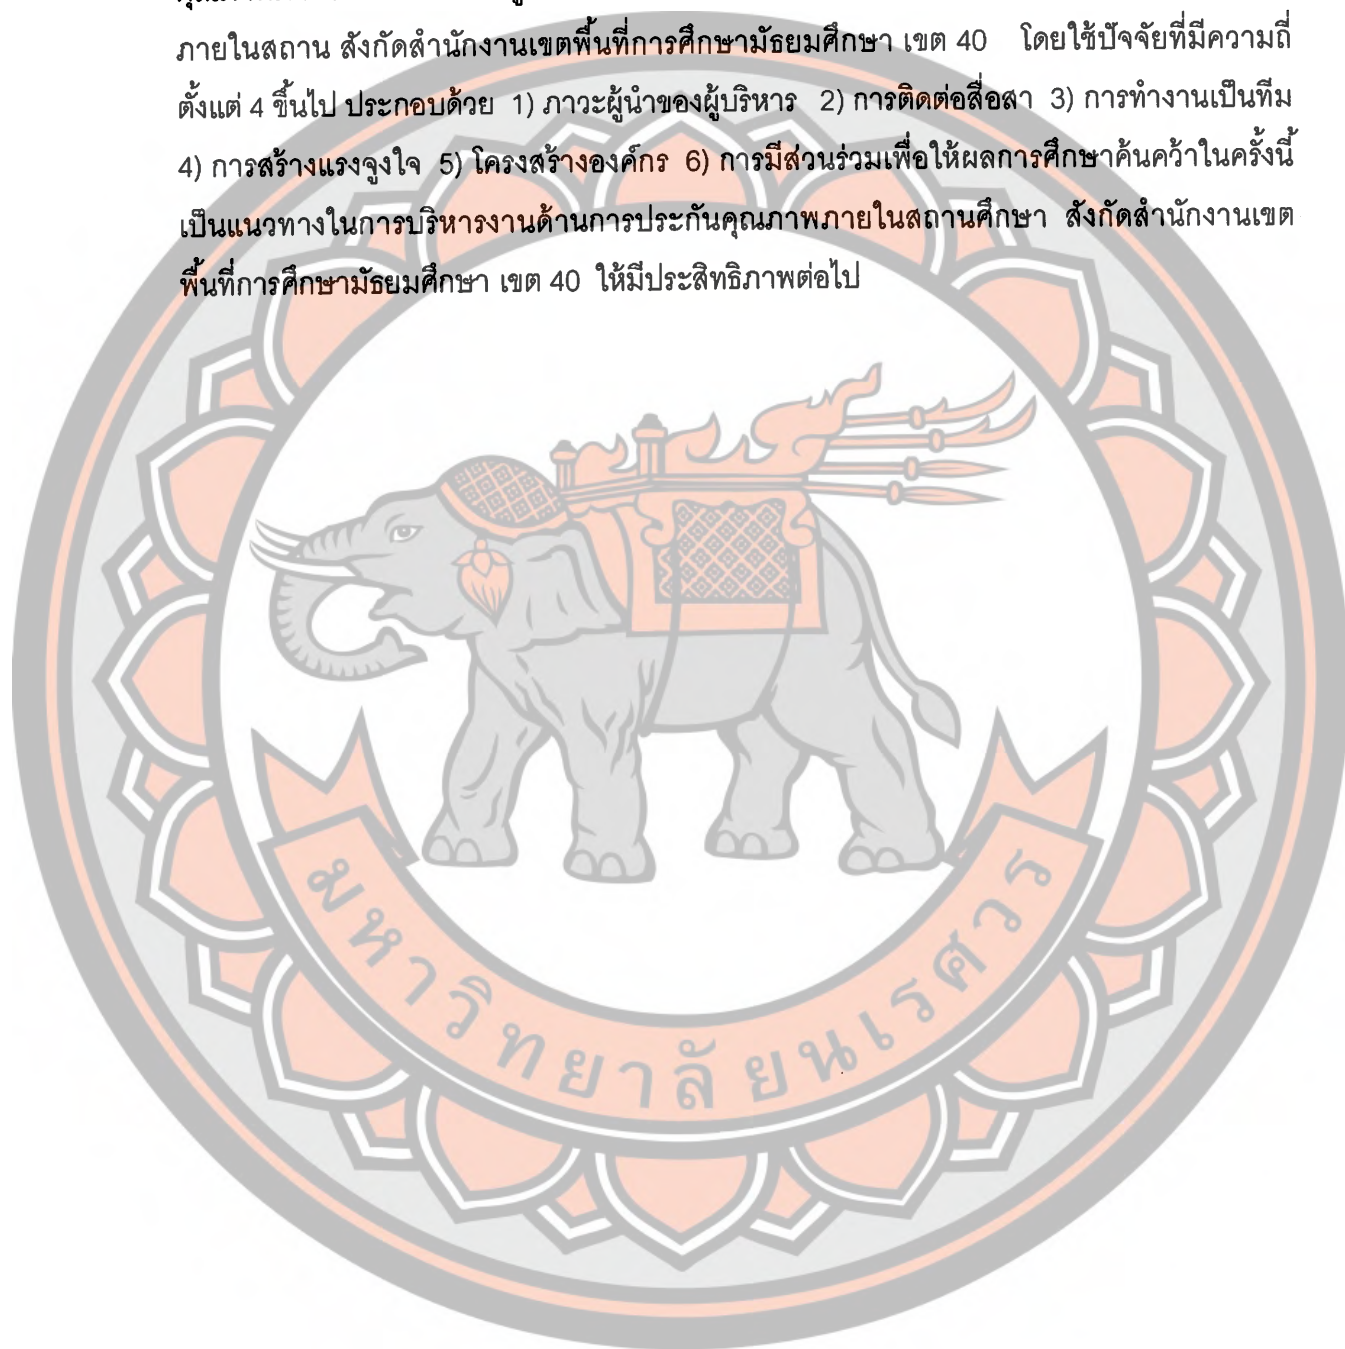 ภายในสถาน สังกัดสำนักงานเขตพื้นที่การศึกษามัธยมศึกษา เขต 40 โดยใช้ปัจจัยที่มีความถี่
ตั้งแต่ 4 ขึ้นไป ประกอบด้วย 1) ภาวะผู้นำของผู้บริหาร 2) การติดต่อสื่อสา 3) การทำงานเป็นทีม
4) การสร้างแรงจูงใจ 5) โครงสร้างองค์กร 6) การมีส่วนร่วมเพื่อให้ผลการศึกษาค้นคว้าในครั้งนี้
เป็นแนวทางในการบริหารงานด้านการประกันคุณภาพภายในสถานศึกษา สังกัดสำนักงานเขต
พื้นที่การศึกษามัธยมศึกษา เขต 40 ให้มีประสิทธิภาพต่อไป
มหาวิทยาลัยนเรศวร